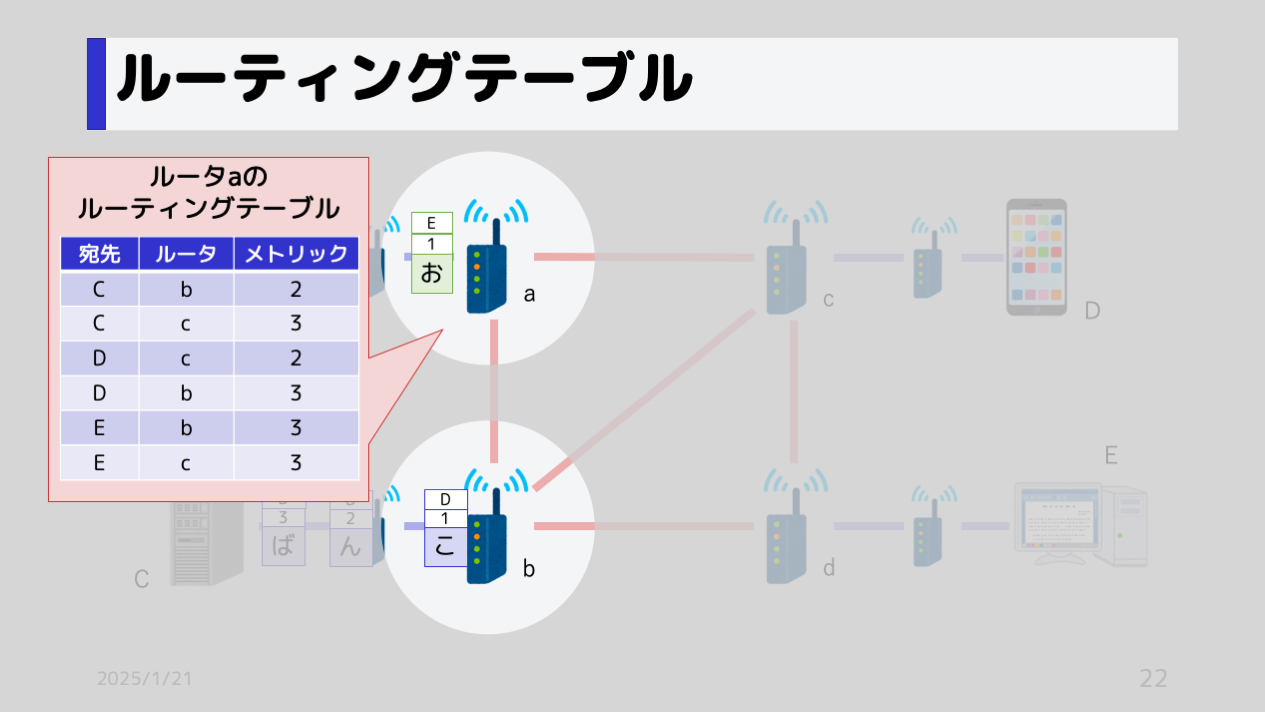 ルーティングテーブル
ルータaの
ルーティングテーブル
宛先 ルータ メトリック
C b 2
C c 3
D c 2
D b 3
E b 3
E c 3
E
1
お
a
c
D
D
1
こ
b
3
ば
2
ん
C
d
E
2025/1/21
22